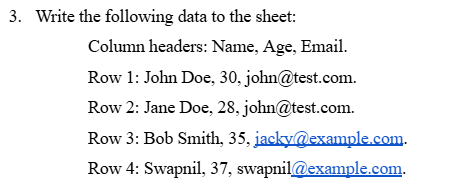 3. Write the following data to the sheet:
Column headers: Name, Age, Email.
Row 1: John Doe, 30, john@test.com.
Row 2: Jane Doe, 28, john@test.com.
Row 3: Bob Smith, 35, jacky@example.com.
Row 4: Swapnil, 37, swapnil@example.com.